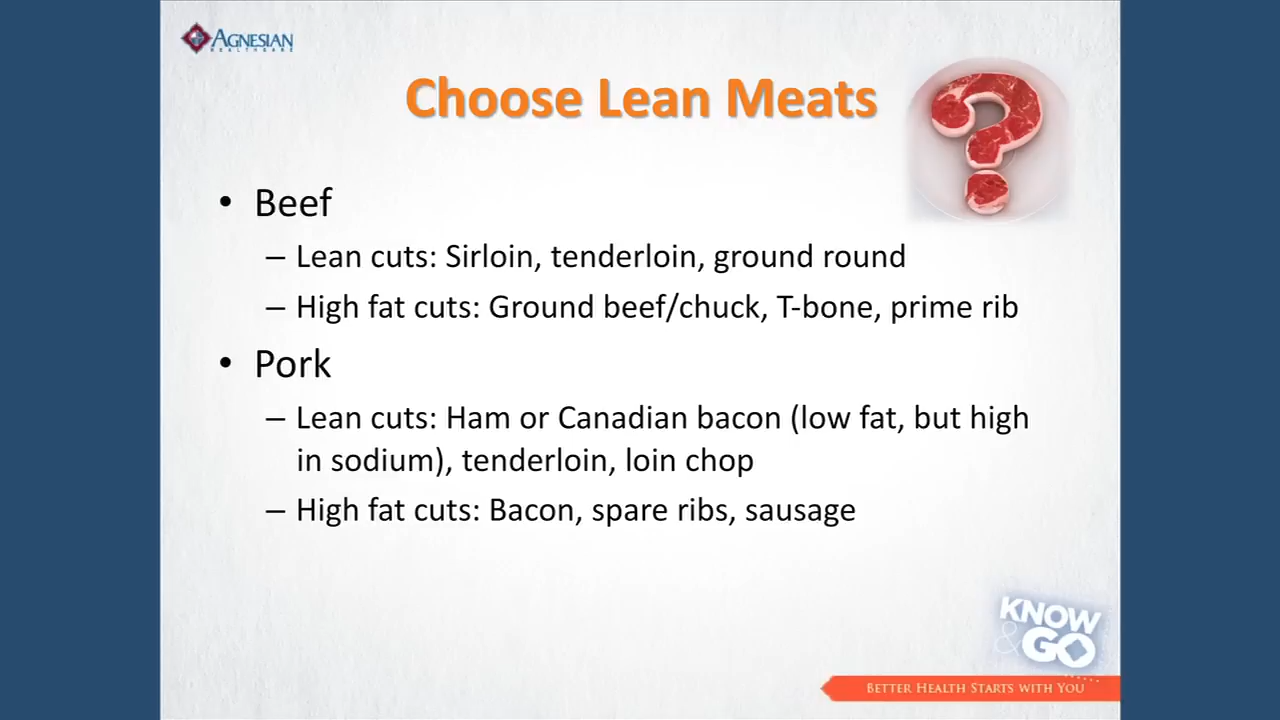 AGNESIAN
HEALTHCARE
Choose Lean Meats
• Beef
– Lean cuts: Sirloin, tenderloin, ground round
– High fat cuts: Ground beef/chuck, T-bone, prime rib
• Pork
– Lean cuts: Ham or Canadian bacon (low fat, but high
in sodium), tenderloin, loin chop
– High fat cuts: Bacon, spare ribs, sausage
KNOW
& GO
BETTER HEALTH STARTS WITH YOU